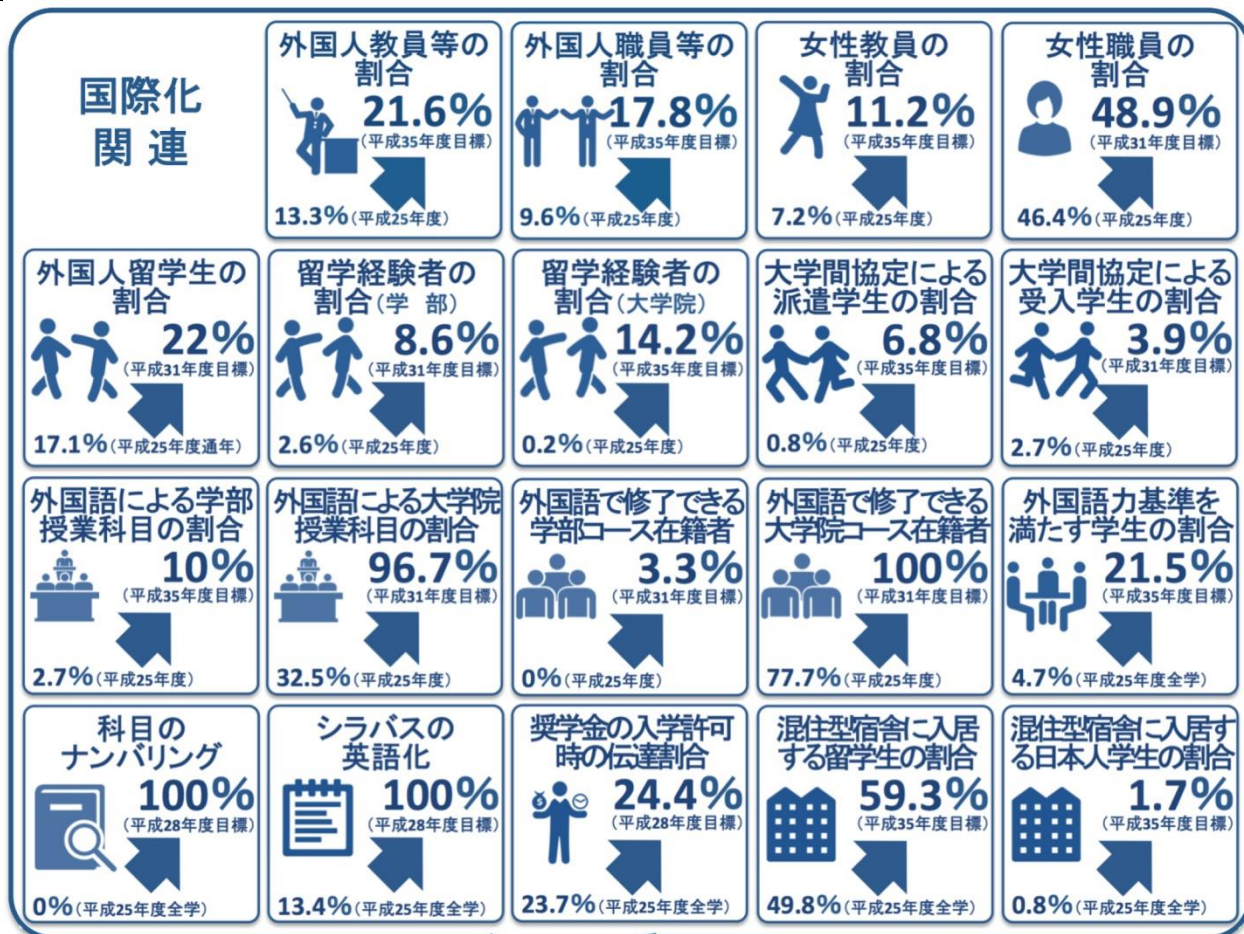 国際化
関 連
外国人教員等の
割合
21.6%
(平成35年度目標)
13.3%(平成25年度)
外国人職員等の
割合
17.8%
(平成35年度目標)
9.6%(平成25年度)
女性教員の
割合
11.2%
(平成35年度目標)
7.2%(平成25年度)
女性職員の
割合
48.9%
(平成31年度目標)
46.4%(平成25年度)
外国人留学生の
割合
22%
(平成31年度目標)
17.1%(平成25年度通年)
留学経験者の
割合(学 部)
8.6%
(平成31年度目標)
2.6%(平成25年度)
留学経験者の
割合(大学院)
14.2%
(平成35年度目標)
0.2%(平成25年度)
大学間協定による
派遣学生の割合
6.8%
(平成35年度目標)
0.8%(平成25年度)
大学間協定による
受入学生の割合
3.9%
(平成31年度目標)
2.7%(平成25年度)
外国語による学部
授業科目の割合
10%
(平成35年度目標)
2.7%(平成25年度)
外国語による大学院
授業科目の割合
96.7%
(平成31年度目標)
32.5%(平成25年度)
外国語で修了できる
学部コース在籍者
3.3%
(平成31年度目標)
0%(平成25年度)
外国語で修了できる
大学院コース在籍者
100%
(平成31年度目標)
77.7%(平成25年度)
外国語力基準を
満たす学生の割合
21.5%
(平成35年度目標)
4.7%(平成25年度全学)
科目の
ナンバリング
100%
(平成28年度目標)
0%(平成25年度全学)
シラバスの
英語化
100%
(平成28年度目標)
13.4%(平成25年度全学)
奨学金の入学許可
時の伝達割合
24.4%
(平成28年度目標)
23.7%(平成25年度全学)
混住型宿舎に入居
する留学生の割合
59.3%
(平成35年度目標)
49.8%(平成25年度全学)
混住型宿舎に入居す
る日本人学生の割合
1.7%
(平成35年度目標)
0.8%(平成25年度全学)